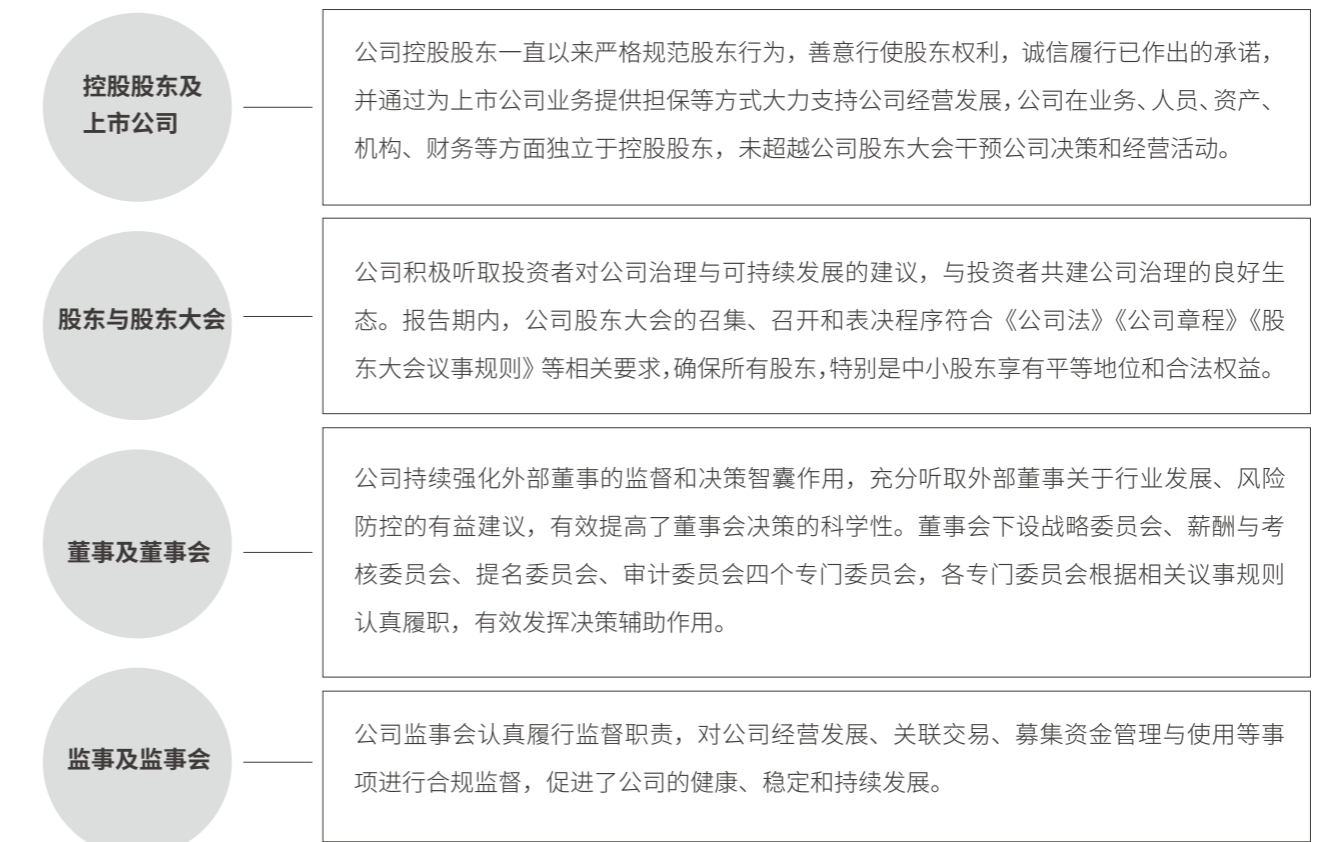 控股股东及
上市公司
公司控股股东一直以来严格规范股东行为，善意行使股东权利，诚信履行已作出的承诺，
并通过为上市公司业务提供担保等方式大力支持公司经营发展，公司在业务、人员、资产、
机构、财务等方面独立于控股股东，未超越公司股东大会干预公司决策和经营活动。
股东与股东大会
公司积极听取投资者对公司治理与可持续发展的建议，与投资者共建公司治理的良好生
态。报告期内，公司股东大会的召集、召开和表决程序符合《公司法》《公司章程》《股
东大会议事规则》等相关要求，确保所有股东，特别是中小股东享有平等地位和合法权益。
董事及董事会
公司持续强化外部董事的监督和决策智囊作用，充分听取外部董事关于行业发展、风险
防控的有益建议，有效提高了董事会决策的科学性。董事会下设战略委员会、薪酬与考
核委员会、提名委员会、审计委员会四个专门委员会，各专门委员会根据相关议事规则
认真履职，有效发挥决策辅助作用。
监事及监事会
公司监事会认真履行监督职责，对公司经营发展、关联交易、募集资金管理与使用等事
项进行合规监督，促进了公司的健康、稳定和持续发展。